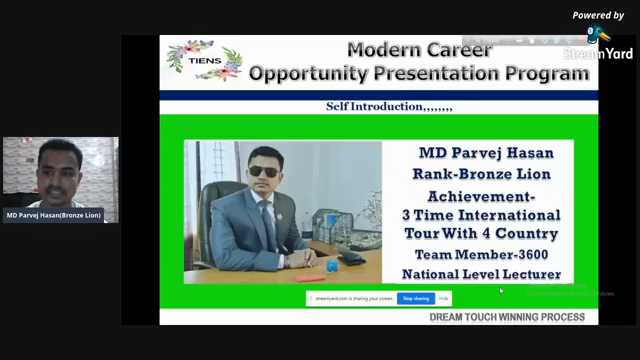 Powered by
StreamYard
TIENS
Modern Career
Opportunity Presentation Program
Self Introduction,,,,,,,,
MD Parvej Hasan
Rank-Bronze Lion
Achievement-
3 Time International
Tour With 4 Country
Team Member-3600
National Level Lecturer
MD Parvej Hasan(Bronze Lion)
streamyard.com is sharing your screen.
Stop sharing
Hide
DREAM TOUCH WINNING PROCESS